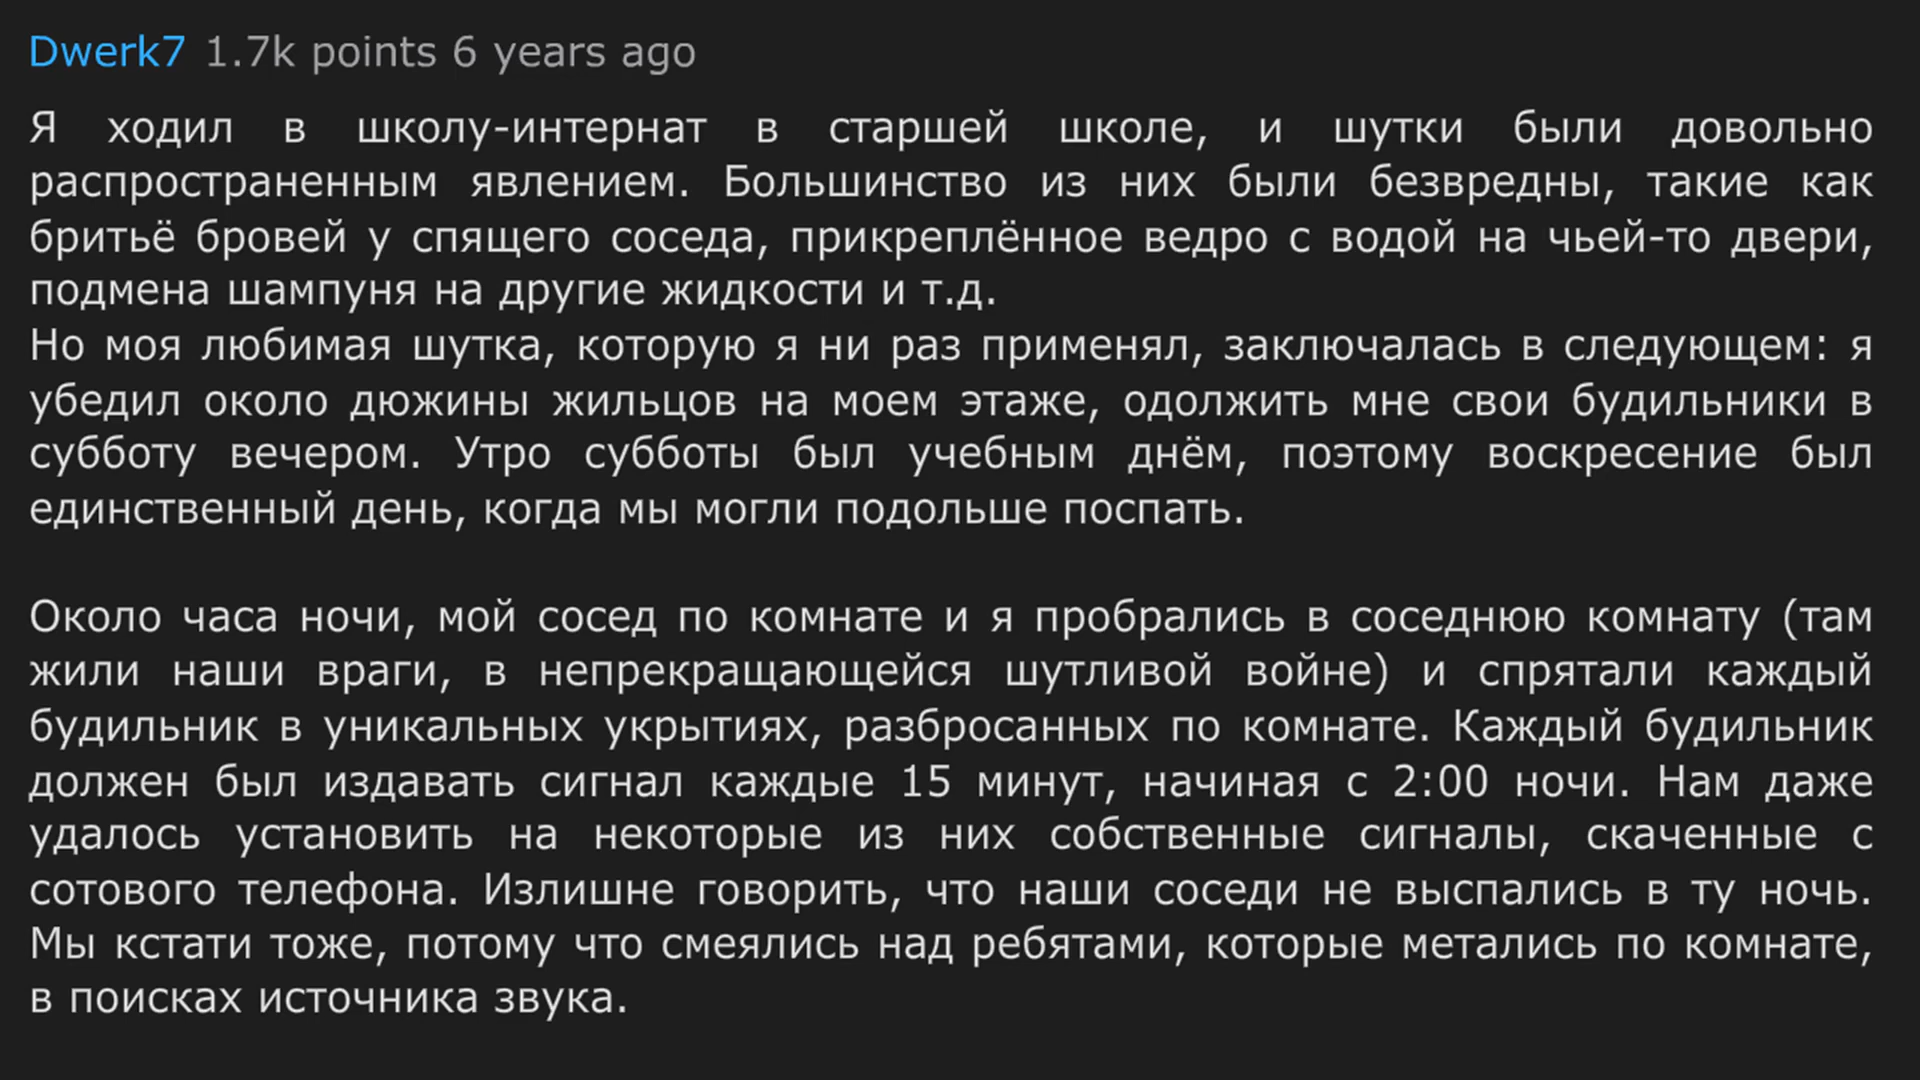 Dwerk7 1.7k points 6 years ago
Я ходил в школу-интернат в старшей школе, и шутки были довольно
распространенным явлением. Большинство из них были безвредны, такие как
бритьё бровей у спящего соседа, прикреплённое ведро с водой на чьей-то двери,
подмена шампуня на другие жидкости и т.д.
Но моя любимая шутка, которую я ни раз применял, заключалась в следующем: я
убедил около дюжины жильцов на моем этаже, одолжить мне свои будильники в
субботу вечером. Утро субботы был учебным днём, поэтому воскресение был
единственный день, когда мы могли подольше поспать.
Около часа ночи, мой сосед по комнате и я пробрались в соседнюю комнату (там
жили наши враги, в непрекращающейся шутливой войне) и спрятали каждый
будильник в уникальных укрытиях, разбросанных по комнате. Каждый будильник
должен был издавать сигнал каждые 15 минут, начиная с 2:00 ночи. Нам даже
удалось установить на некоторые из них собственные сигналы, скаченные с
сотового телефона. Излишне говорить, что наши соседи не выспались в ту ночь.
Мы кстати тоже, потому что смеялись над ребятами, которые метались по комнате,
в поисках источника звука.